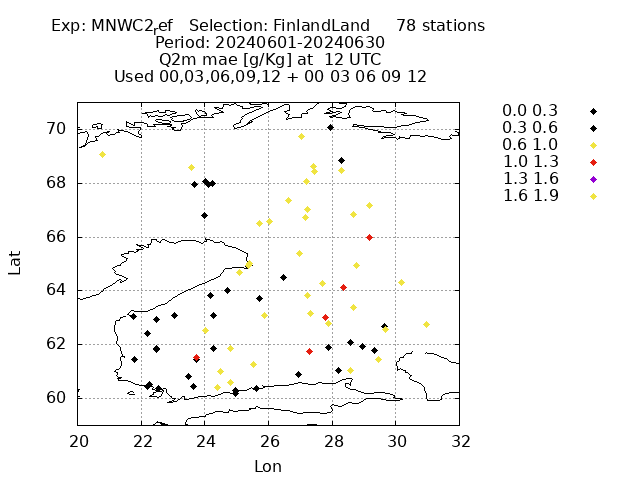 Exp: MNWC2ref Selection: FinlandLand 78 stations
Period: 20240601-20240630
Q2m mae [g/Kg] at 12 UTC
Used 00,03,06,09,12 + 00 03 06 09 12
0.0 0.3
0.3 0.6
0.6 1.0
1.0 1.3
1.3 1.6
1.6 1.9
70
68
66
64
62
60
Lat
20 22 24 26 28 30 32
Lon